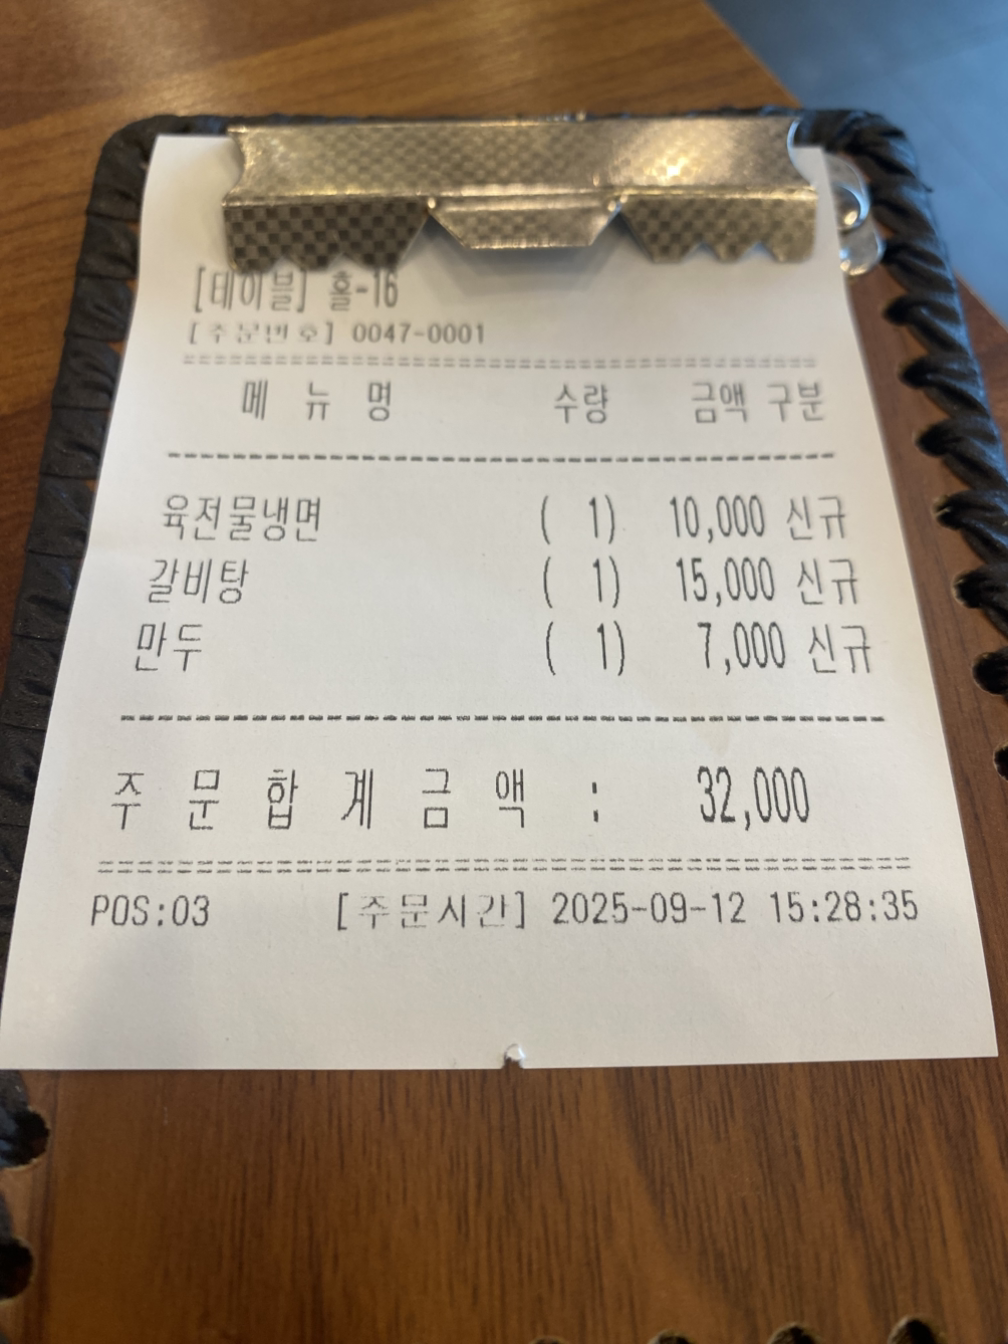 [테이블] 홀-16
[주문번호] 0047-0001
메 뉴 명 수량 금액 구분
육전물냉면 ( 1) 10,000 신규
갈비탕 ( 1) 15,000 신규
만두 ( 1) 7,000 신규
주 문 합 계 금 액 : 32,000
POS:03 [주문시간] 2025-09-12 15:28:35